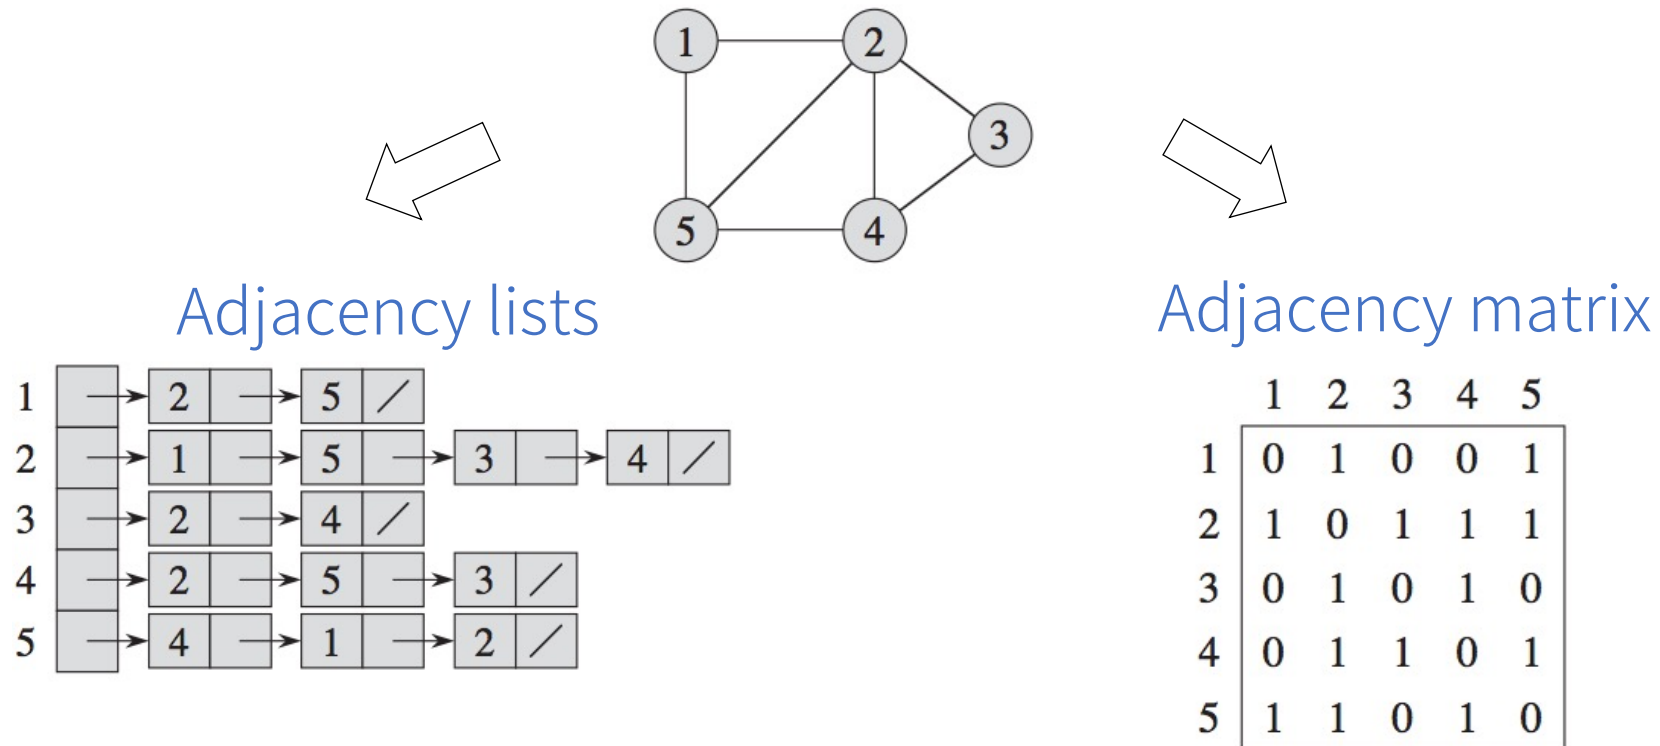 1 2
3
5 4
Adjacency lists
Adjacency matrix
1 2 5 /
2 1 5 3 4 /
3 2 4 /
4 2 5 3 /
5 4 1 2 /
1 2 3 4 5
1 0 1 0 0 1
2 1 0 1 1 1
3 0 1 0 1 0
4 0 1 1 0 1
5 1 1 0 1 0